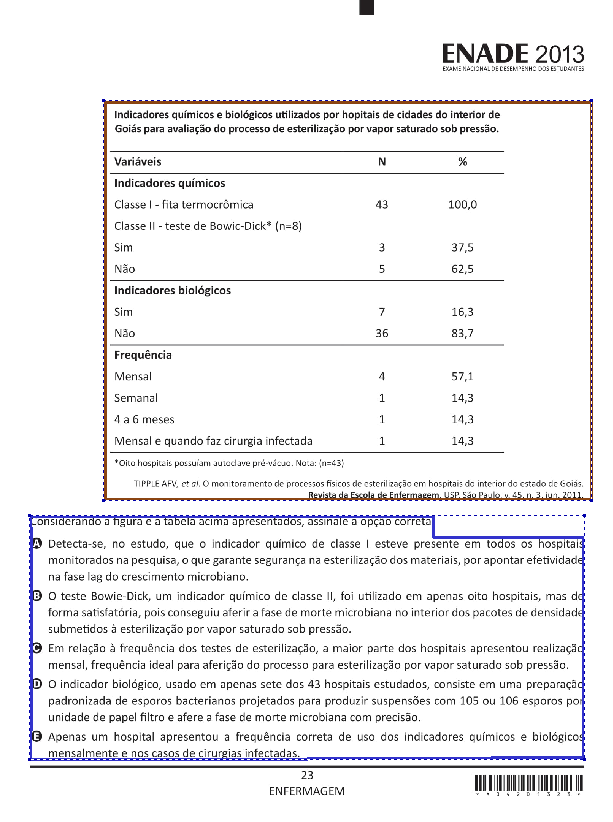 ENADE 2013
EXAME NACIONAL DE DESEMPENHO DOS ESTUDANTES
Indicadores químicos e biológicos utilizados por hopitais de cidades do interior de
Goiás para avaliação do processo de esterilização por vapor saturado sob pressão.
Variáveis N %
Indicadores químicos
Classe I - fita termocrômica 43 100,0
Classe II - teste de Bowic-Dick* (n=8)
Sim 3 37,5
Não 5 62,5
Indicadores biológicos
Sim 7 16,3
Não 36 83,7
Frequência
Mensal 4 57,1
Semanal 1 14,3
4 a 6 meses 1 14,3
Mensal e quando faz cirurgia infectada 1 14,3
*Oito hospitais possuíam autoclave pré-vácuo. Nota: (n=43)
TIPPLE AFV, et al. O monitoramento de processos físicos de esterilização em hospitais do interior do estado de Goiás.
Revista da Escola de Enfermagem, USP, São Paulo, v. 45, n. 3, jun. 2011.
Considerando a figura e a tabela acima apresentados, assinale a opção correta.
A Detecta-se, no estudo, que o indicador químico de classe I esteve presente em todos os hospitais
monitorados na pesquisa, o que garante segurança na esterilização dos materiais, por apontar efetividade
na fase lag do crescimento microbiano.
B O teste Bowie-Dick, um indicador químico de classe II, foi utilizado em apenas oito hospitais, mas de
forma satisfatória, pois conseguiu aferir a fase de morte microbiana no interior dos pacotes de densidade
submetidos à esterilização por vapor saturado sob pressão.
C Em relação à frequência dos testes de esterilização, a maior parte dos hospitais apresentou realização
mensal, frequência ideal para aferição do processo para esterilização por vapor saturado sob pressão.
D O indicador biológico, usado em apenas sete dos 43 hospitais estudados, consiste em uma preparação
padronizada de esporos bacterianos projetados para produzir suspensões com 105 ou 106 esporos por
unidade de papel filtro e afere a fase de morte microbiana com precisão.
E Apenas um hospital apresentou a frequência correta de uso dos indicadores químicos e biológicos
mensalmente e nos casos de cirurgias infectadas.
23
ENFERMAGEM